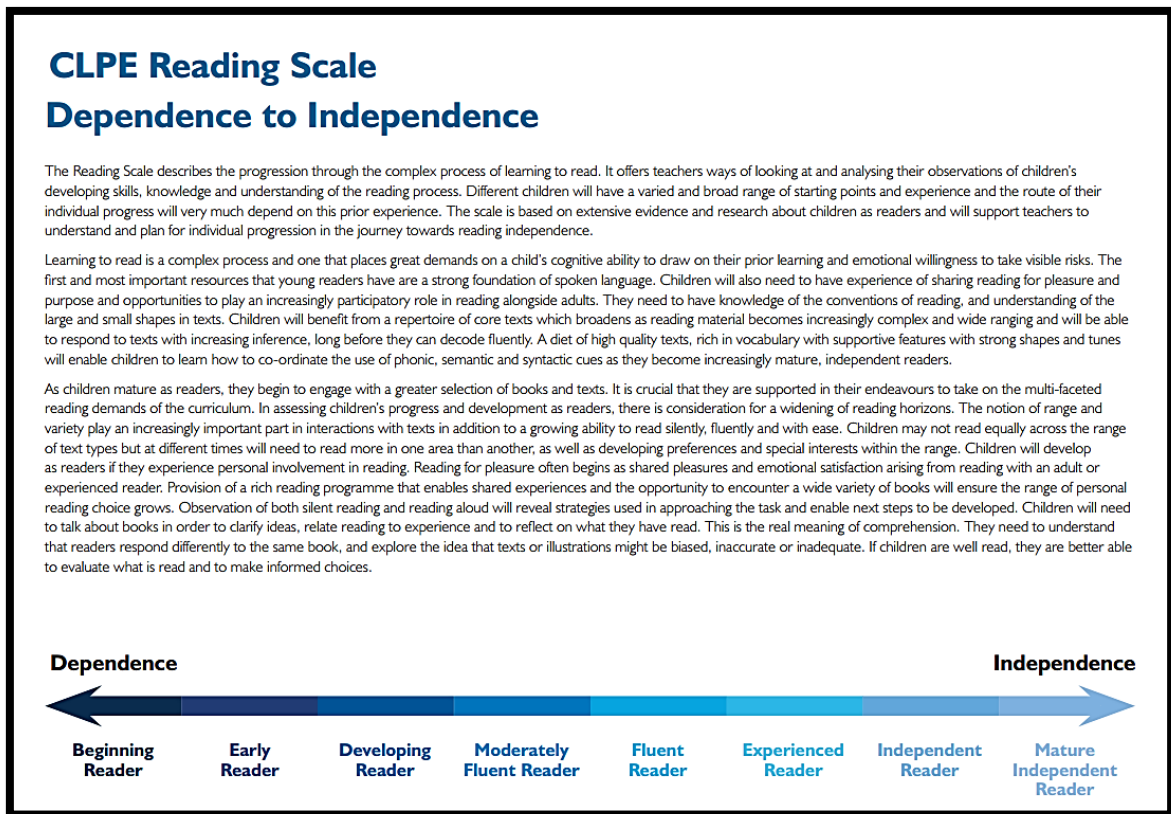 CLPE Reading Scale
Dependence to Independence
The Reading Scale describes the progression through the complex process of learning to read. It offers teachers ways of looking at and analysing their observations of children's
developing skills, knowledge and understanding of the reading process. Different children will have a varied and broad range of starting points and experience and the route of their
individual progress will very much depend on this prior experience. The scale is based on extensive evidence and research about children as readers and will support teachers to
understand and plan for individual progression in the journey towards reading independence.
Learning to read is a complex process and one that places great demands on a child's cognitive ability to draw on their prior learning and emotional willingness to take visible risks. The
first and most important resources that young readers have are a strong foundation of spoken language. Children will also need to have experience of sharing reading for pleasure and
purpose and opportunities to play an increasingly participatory role in reading alongside adults. They need to have knowledge of the conventions of reading, and understanding of the
large and small shapes in texts. Children will benefit from a repertoire of core texts which broadens as reading material becomes increasingly complex and wide ranging and will be able
to respond to texts with increasing inference, long before they can decode fluently. A diet of high quality texts, rich in vocabulary with supportive features with strong shapes and tunes
will enable children to learn how to co-ordinate the use of phonic, semantic and syntactic cues as they become increasingly mature, independent readers.
As children mature as readers, they begin to engage with a greater selection of books and texts. It is crucial that they are supported in their endeavours to take on the multi-faceted
reading demands of the curriculum. In assessing children's progress and development as readers, there is consideration for a widening of reading horizons. The notion of range and
variety play an increasingly important part in interactions with texts in addition to a growing ability to read silently, fluently and with ease. Children may not read equally across the range
of text types but at different times will need to read more in one area than another, as well as developing preferences and special interests within the range. Children will develop
as readers if they experience personal involvement in reading. Reading for pleasure often begins as shared pleasures and emotional satisfaction arising from reading with an adult or
experienced reader. Provision of a rich reading programme that enables shared experiences and the opportunity to encounter a wide variety of books will ensure the range of personal
reading choice grows. Observation of both silent reading and reading aloud will reveal strategies used in approaching the task and enable next steps to be developed. Children will need
to talk about books in order to clarify ideas, relate reading to experience and to reflect on what they have read. This is the real meaning of comprehension. They need to understand
that readers respond differently to the same book, and explore the idea that texts or illustrations might be biased, inaccurate or inadequate. If children are well read, they are better able
to evaluate what is read and to make informed choices.
Dependence
Independence
Beginning
Reader
Early
Reader
Developing
Reader
Moderately
Fluent Reader
Fluent
Reader
Experienced
Reader
Independent
Reader
Mature
Independent
Reader